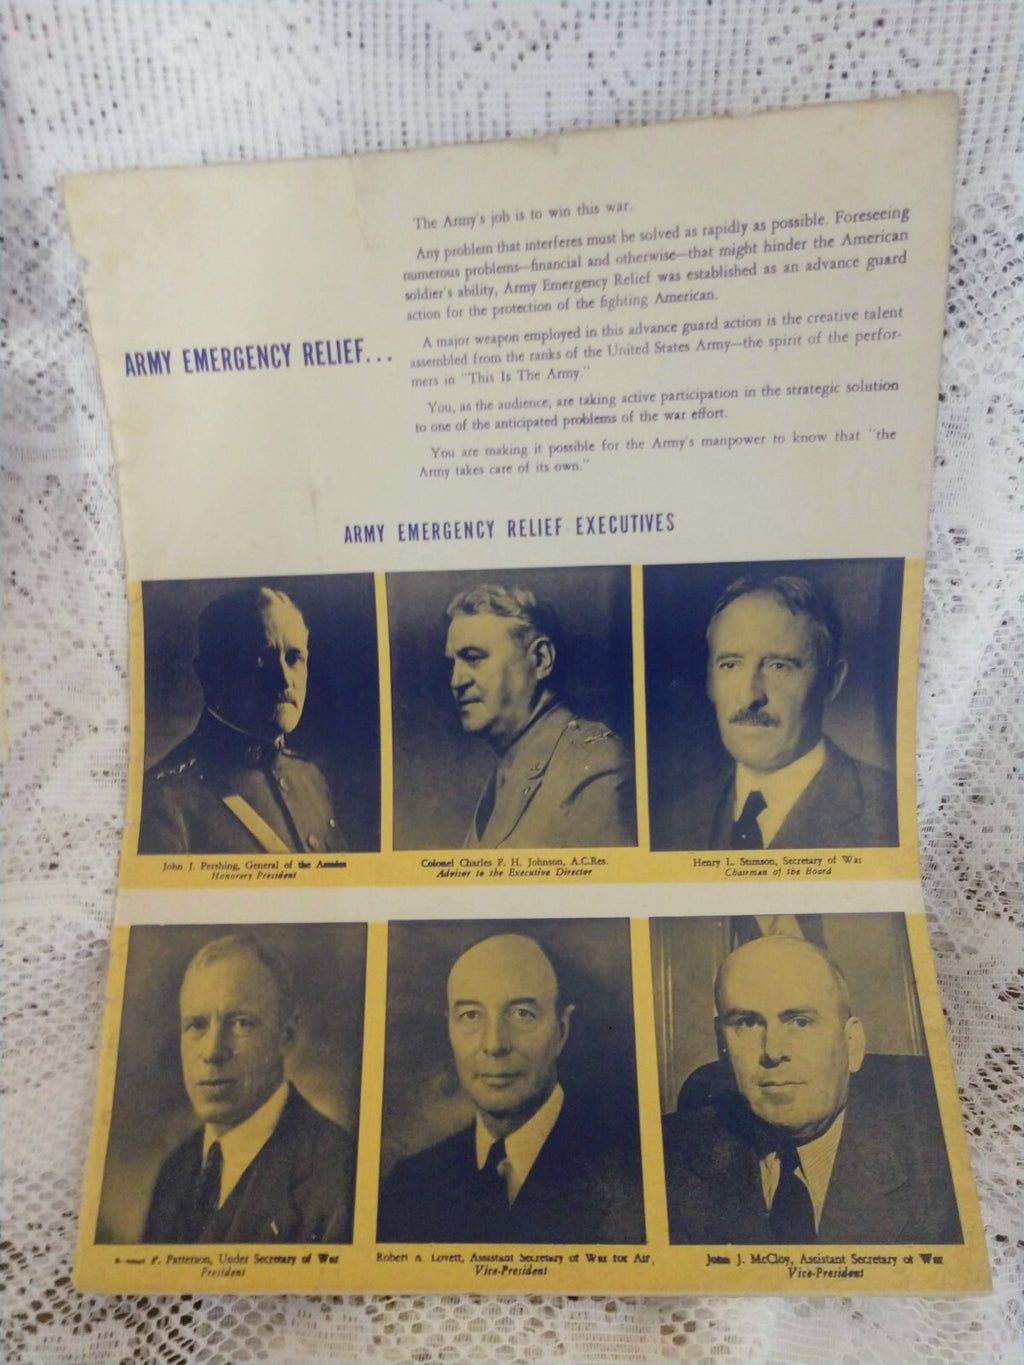 The Army's job is to win this war.
Any problem that interferes must be solved as rapidly as possible. Foreseeing
numerous problems—financial and otherwise—that might hinder the American
soldier's ability, Army Emergency Relief was established as an advance guard
action for the protection of the fighting American.
ARMY EMERGENCY RELIEF...
A major weapon employed in this advance guard action is the creative talent
assembled from the ranks of the United States Army—the spirit of the perfor-
mers in "This Is The Army."
You, as the audience, are taking active participation in the strategic solution
to one of the anticipated problems of the war effort.
You are making it possible for the Army's manpower to know that "the
Army takes care of its own."
ARMY EMERGENCY RELIEF EXECUTIVES
John J. Pershing, General of the Armies
Honorary President
Colonel Charles F. H. Johnson, A.C.Res.
Advisor to the Executive Director
Henry L. Stimson, Secretary of War
Chairman of the Board
P. Patterson, Under Secretary of War
President
Robert A. Lovett, Assistant Secretary of War for Air,
Vice-President
John J. McCloy, Assistant Secretary of War
Vice-President